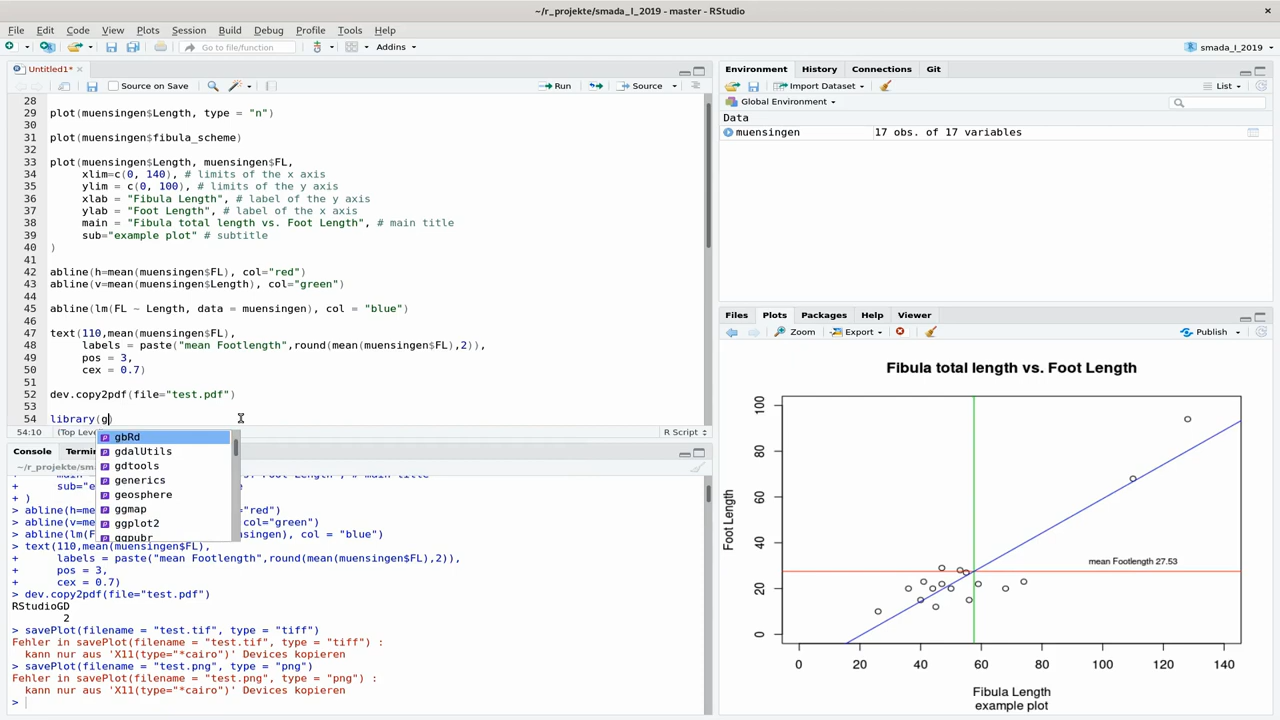 ~/r_projekte/smada_I_2019 - master - RStudio
File Edit Code View Plots Session Build Debug Profile Tools Help
Go to file/function Addins smada_I_2019
Untitled1*
Source on Save Run Source
28
29 plot(muensingen$Length, type = "n")
30
31 plot(muensingen$fibula_scheme)
32
33 plot(muensingen$Length, muensingen$FL,
34 xlim=c(0, 140), # limits of the x axis
35 ylim = c(0, 100), # limits of the y axis
36 xlab = "Fibula Length", # label of the y axis
37 ylab = "Foot Length", # label of the x axis
38 main = "Fibula total length vs. Foot Length", # main title
39 sub="example plot" # subtitle
40 )
41
42 abline(h=mean(muensingen$FL), col="red")
43 abline(v=mean(muensingen$Length), col="green")
44
45 abline(lm(FL ~ Length, data = muensingen), col = "blue")
46
47 text(110,mean(muensingen$FL),
48 labels = paste("mean Footlength",round(mean(muensingen$FL),2)),
49 pos = 3,
50 cex = 0.7)
51
52 dev.copy2pdf(file="test.pdf")
53
54 library(g)
54:10 (Top Leve R Script
gbRd
gdalUtils
gdtools
generics
geosphere
ggmap
ggplot2
ggpubr
Console Termi
~/r_projekte/sma
+ sub="e
+ )
> abline(h=me "red")
> abline(v=me col="green")
> abline(lm(F ingen), col = "blue")
> text(110,mean(muensingen$FL),
+ labels = paste("mean Footlength",round(mean(muensingen$FL),2)),
+ pos = 3,
+ cex = 0.7)
> dev.copy2pdf(file="test.pdf")
RStudioGD
2
> savePlot(filename = "test.tif", type = "tiff")
Fehler in savePlot(filename = "test.tif", type = "tiff") :
kann nur aus 'X11(type="*cairo")' Devices kopieren
> savePlot(filename = "test.png", type = "png")
Fehler in savePlot(filename = "test.png", type = "png") :
kann nur aus 'X11(type="*cairo")' Devices kopieren
>
Environment History Connections Git
Import Dataset List
Global Environment
Data
muensingen 17 obs. of 17 variables
Files Plots Packages Help Viewer
Zoom Export Publish
Fibula total length vs. Foot Length
Foot Length
100
80
60
40
20
0
mean Footlength 27.53
0 20 40 60 80 100 120 140
Fibula Length
example plot